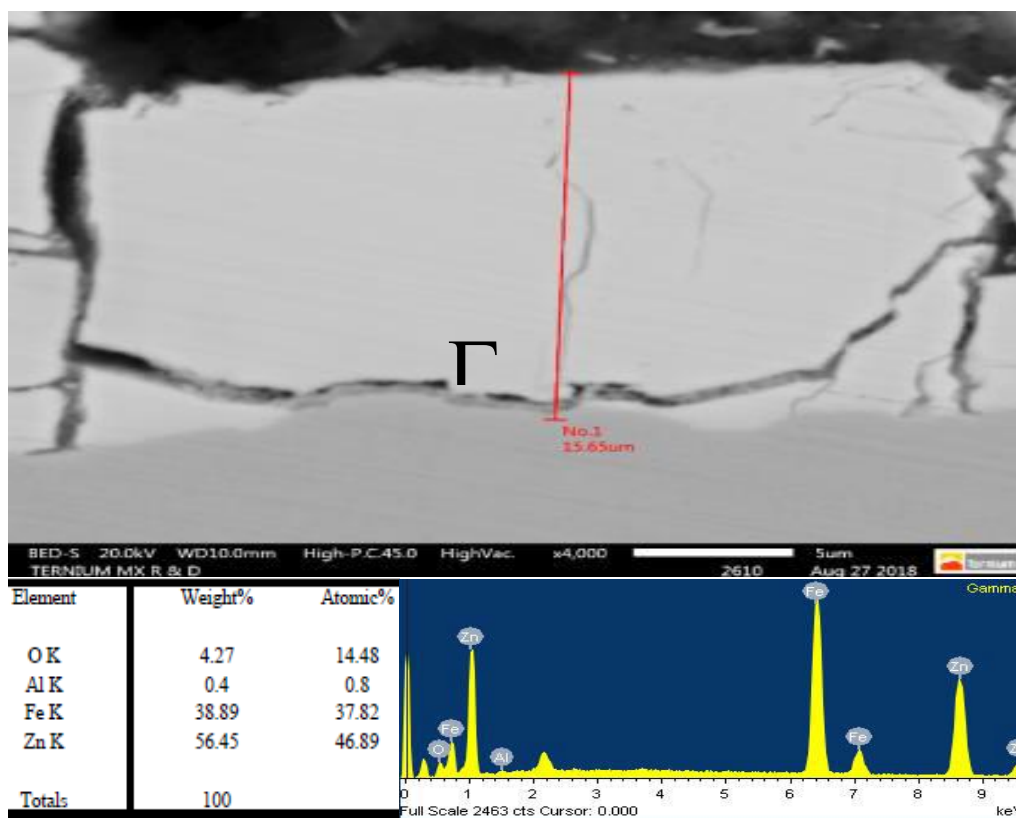 Γ
No.1
15.65um
BED-S 20.0kV WD10.0mm High-P.C.45.0 HighVac. x4,000 5um
TERNIUM MX R & D 2610 Aug 27 2018 Ternium
Element Weight% Atomic%
O K 4.27 14.48
Al K 0.4 0.8
Fe K 38.89 37.82
Zn K 56.45 46.89
Totals 100
Gamma
Fe
Zn
Zn
Fe
O
Al
Fe
0 1 2 3 4 5 6 7 8 9
Full Scale 2463 cts Cursor: 0.000 keV